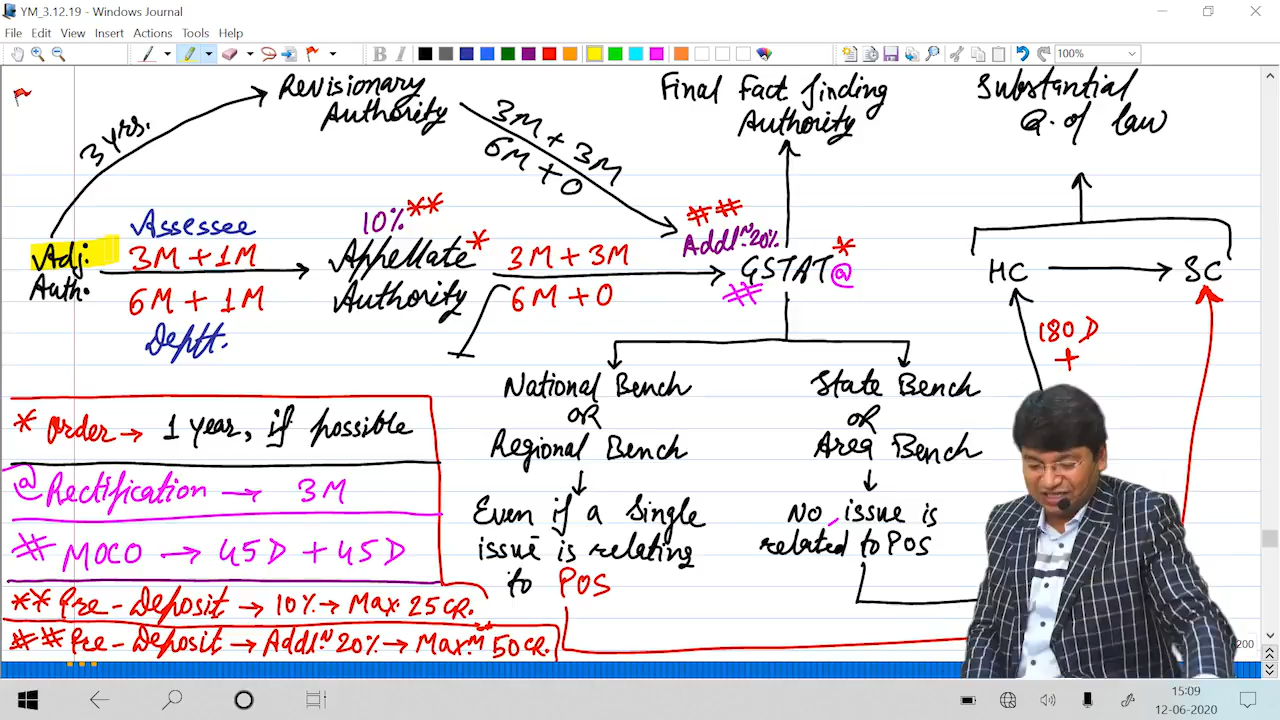 YM_3.12.19 - Windows Journal
File Edit View Insert Actions Tools Help
B I 100%
Revisionary
Authority
Final Fact finding
Authority
Substantial
Q. of law
3 yrs.
3M + 3M
6M + 0
Assessee
10% **
## Addl.N 20%
Adj.
Auth.
3M + 1M
6M + 1M
Deptt.
Appellate *
Authority
3M + 3M
6M + 0
GSTAT * @
##
HC
SC
180 D
+
National Bench
OR
Regional Bench
Even if a single
issue is relating
to POS
State Bench
OR
Area Bench
No issue is
related to POS
* Order → 1 year, if possible
@ Rectification → 3M
# MOCO → 45D + 45D
** Pre-Deposit → 10% → Max. 25 CR.
## Pre-Deposit → Addl.N 20% → Max.M 50 CR.
200
15:09
12-06-2020